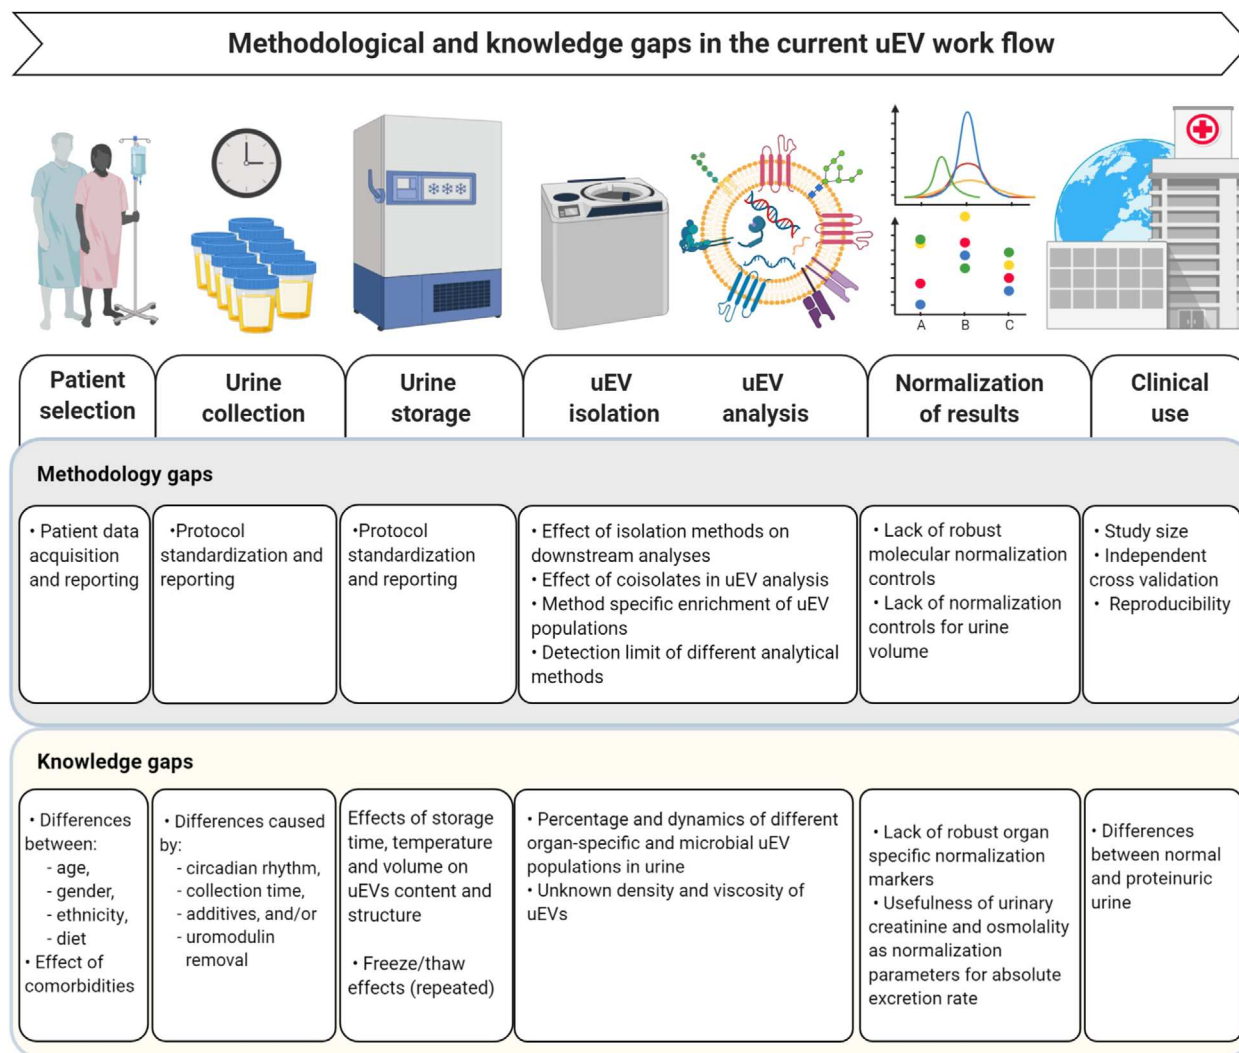 Methodological and knowledge gaps in the current uEV work flow
A
B
C
Patient
selection
Urine
collection
Urine
storage
uEV
isolation
uEV
analysis
Normalization
of results
Clinical
use
Methodology gaps
• Patient data
acquisition
and reporting
•Protocol
standardization and
reporting
•Protocol
standardization
and reporting
• Effect of isolation methods on
downstream analyses
• Effect of coisolates in uEV analysis
• Method specific enrichment of uEV
populations
• Detection limit of different analytical
methods
• Lack of robust
molecular normalization
controls
• Lack of normalization
controls for urine
volume
• Study size
• Independent
cross validation
• Reproducibility
Knowledge gaps
• Differences
between:
- age,
- gender,
- ethnicity,
- diet
• Effect of
comorbidities
• Differences caused
by:
- circadian rhythm,
- collection time,
- additives, and/or
- uromodulin
removal
Effects of storage
time, temperature
and volume on
uEVs content and
structure
• Freeze/thaw
effects (repeated)
• Percentage and dynamics of different
organ-specific and microbial uEV
populations in urine
• Unknown density and viscosity of
uEVs
• Lack of robust organ
specific normalization
markers
• Usefulness of urinary
creatinine and osmolality
as normalization
parameters for absolute
excretion rate
• Differences
between normal
and proteinuric
urine